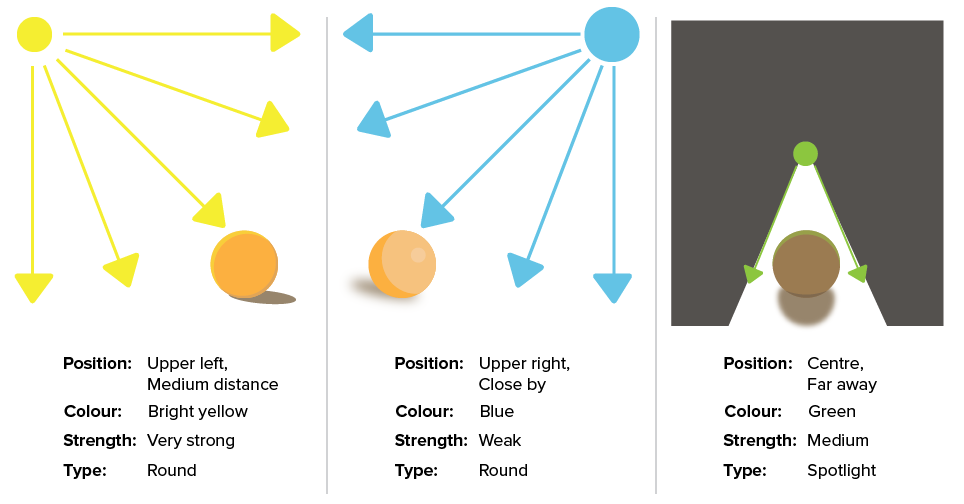 Position: Upper left,
Medium distance
Colour: Bright yellow
Strength: Very strong
Type: Round
Position: Upper right,
Close by
Colour: Blue
Strength: Weak
Type: Round
Position: Centre,
Far away
Colour: Green
Strength: Medium
Type: Spotlight